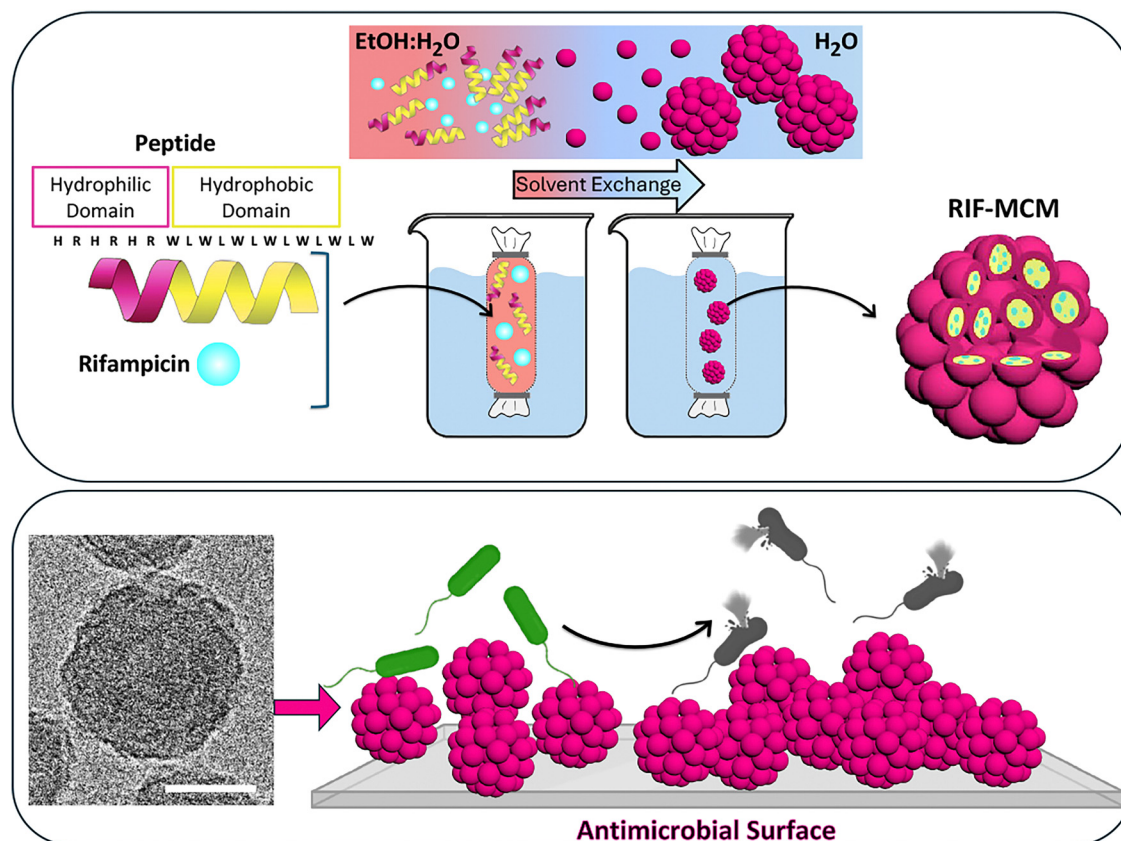 EtOH:H₂O
H₂O
Peptide
Hydrophilic
Domain
Hydrophobic
Domain
H R H R H R W L W L W L W L W L W L W
Rifampicin
Solvent Exchange
RIF-MCM
Antimicrobial Surface